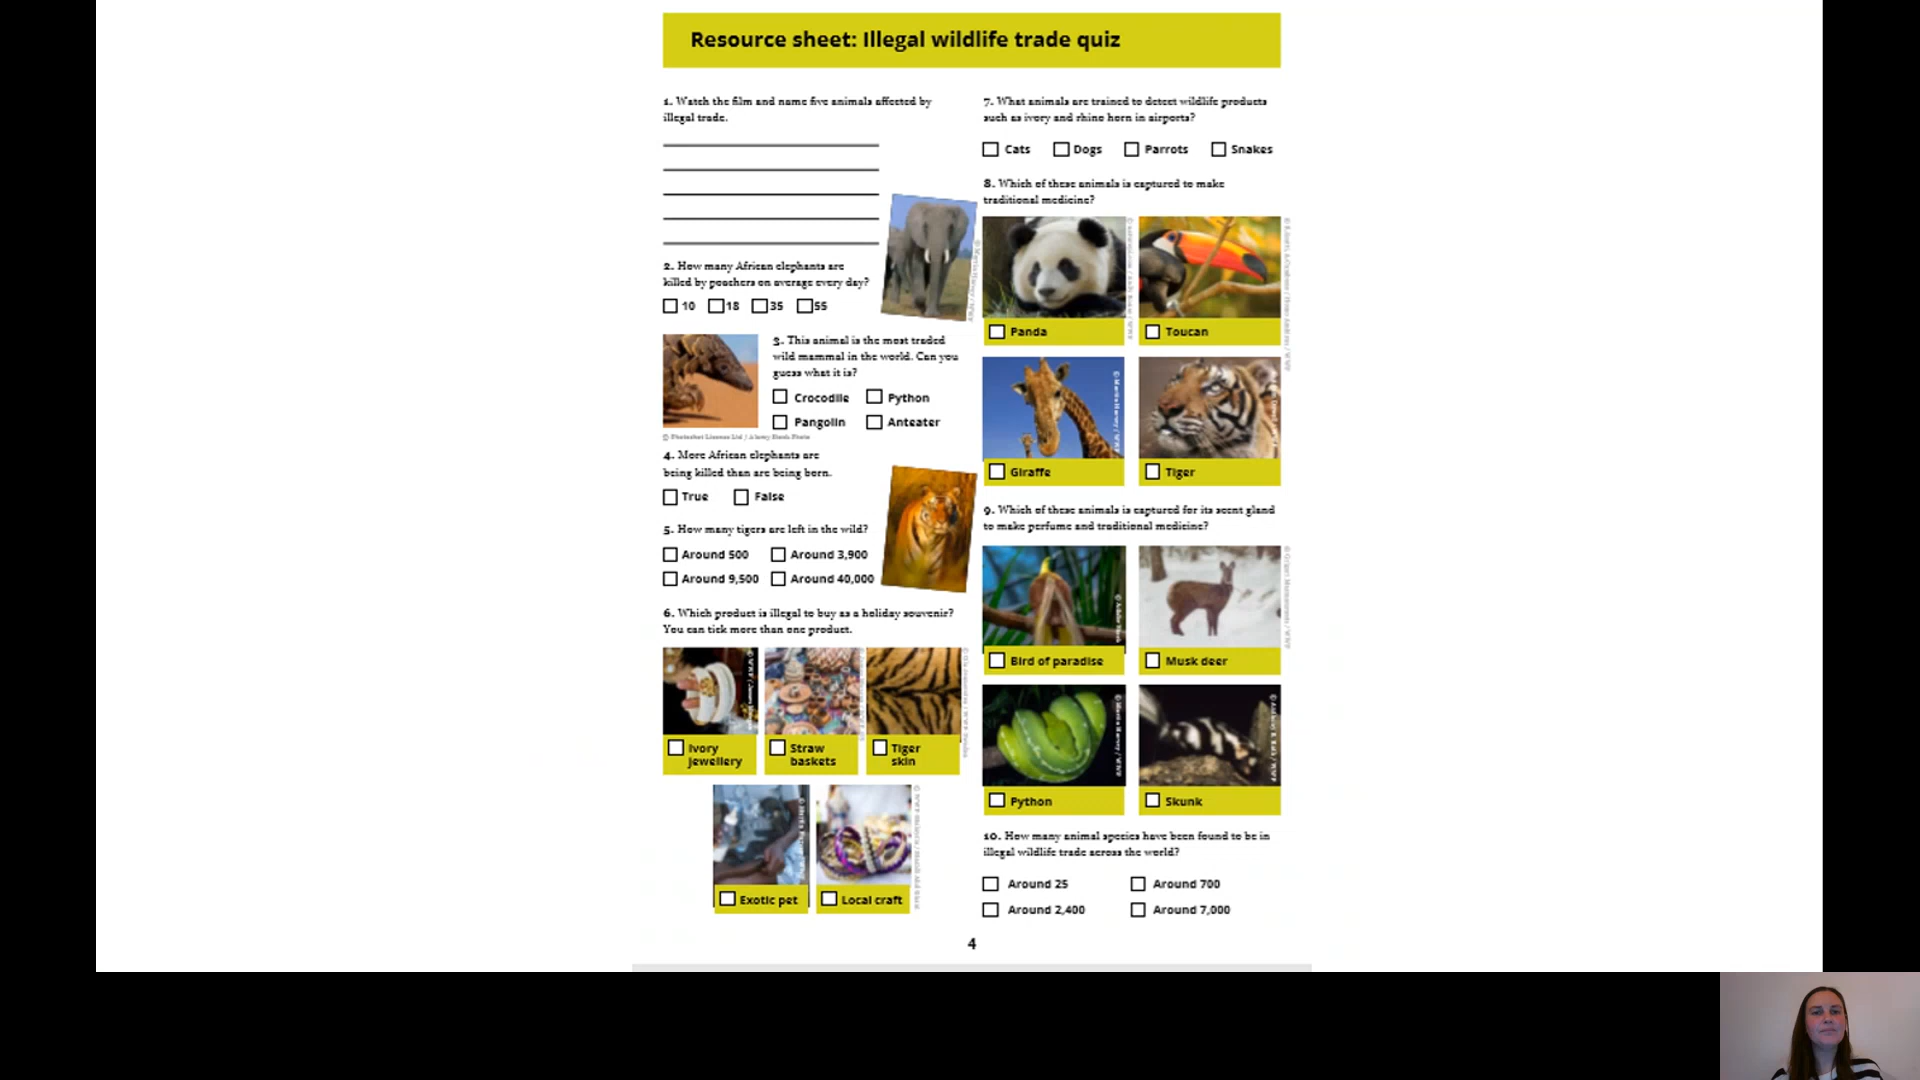 Resource sheet: Illegal wildlife trade quiz
1. Watch the film and name five animals affected by
illegal trade.
2. How many African elephants are
killed by poachers on average every day?
10 18 35 55
3. This animal is the most traded
wild mammal in the world. Can you
guess what it is?
Crocodile Python
Pangolin Anteater
© Photoshot License Ltd / Alamy Stock Photo
4. More African elephants are
being killed than are being born.
True False
5. How many tigers are left in the wild?
Around 500 Around 3,900
Around 9,500 Around 40,000
6. Which product is illegal to buy as a holiday souvenir?
You can tick more than one product.
Ivory
jewellery
Straw
baskets
Tiger
skin
Exotic pet
Local craft
7. What animals are trained to detect wildlife products
such as ivory and rhino horn in airports?
Cats Dogs Parrots Snakes
8. Which of these animals is captured to make
traditional medicine?
Panda Toucan
Giraffe Tiger
9. Which of these animals is captured for its scent gland
to make perfume and traditional medicine?
Bird of paradise Musk deer
Python Skunk
10. How many animal species have been found to be in
illegal wildlife trade across the world?
Around 25 Around 700
Around 2,400 Around 7,000
4